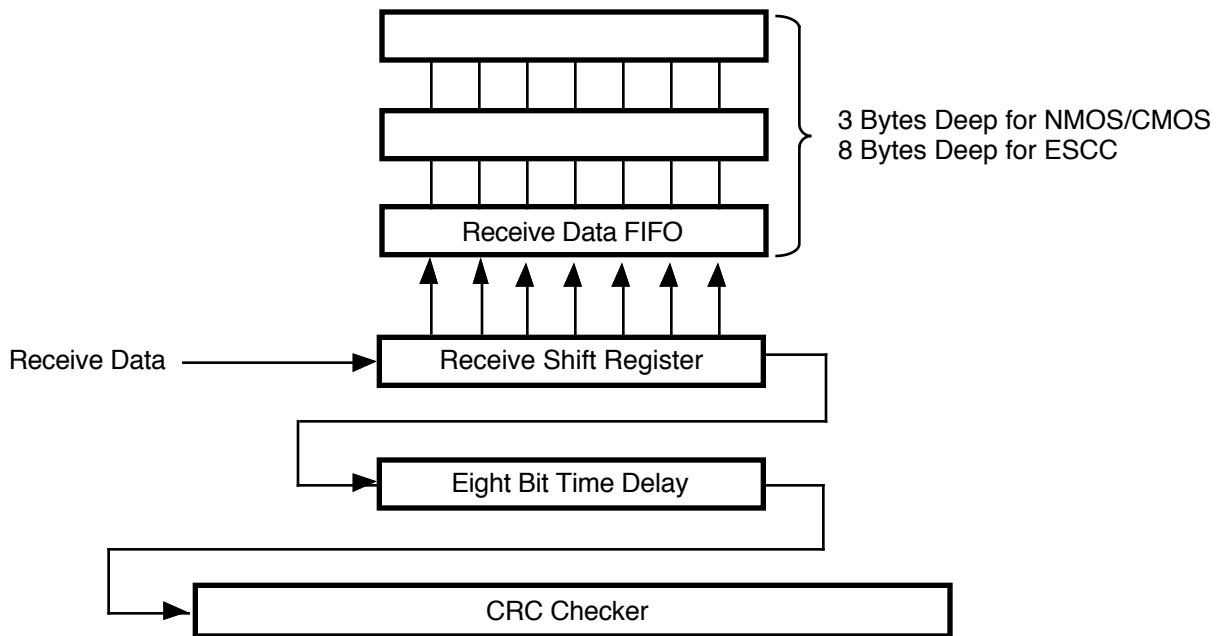 3 Bytes Deep for NMOS/CMOS
8 Bytes Deep for ESCC
Receive Data FIFO
Receive Data
Receive Shift Register
Eight Bit Time Delay
CRC Checker